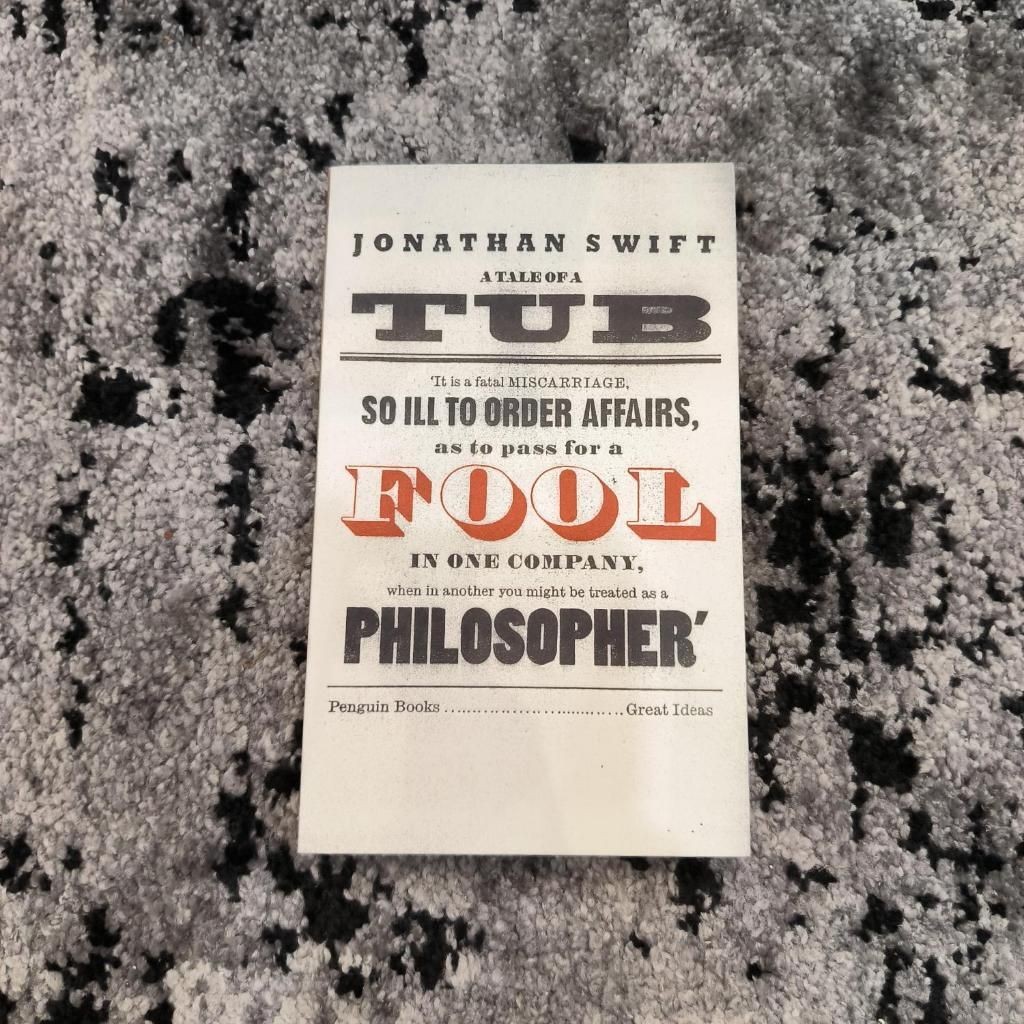 JONATHAN SWIFT
A TALE OF A
TUB
'It is a fatal MISCARRIAGE,
SO ILL TO ORDER AFFAIRS,
as to pass for a
FOOL
IN ONE COMPANY,
when in another you might be treated as a
PHILOSOPHER'
Penguin Books ............................ Great Ideas